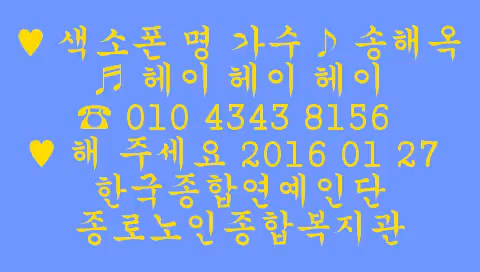 ♥ 색소폰 명 가수 ♪ 송해옥
♬ 헤이 헤이 헤이
☎ 010 4343 8156
♥ 해 주세요 2016 01 27
한국종합연예인단
종로노인종합복지관